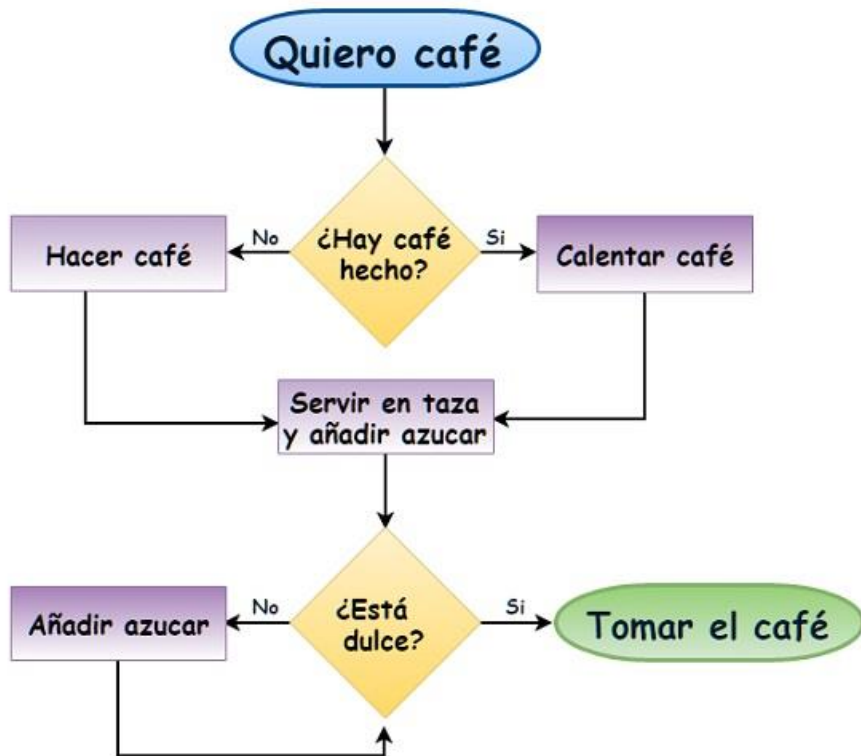 Quiero café
¿Hay café
hecho?
No
Si
Hacer café
Calentar café
Servir en taza
y añadir azucar
¿Está
dulce?
No
Si
Añadir azucar
Tomar el café